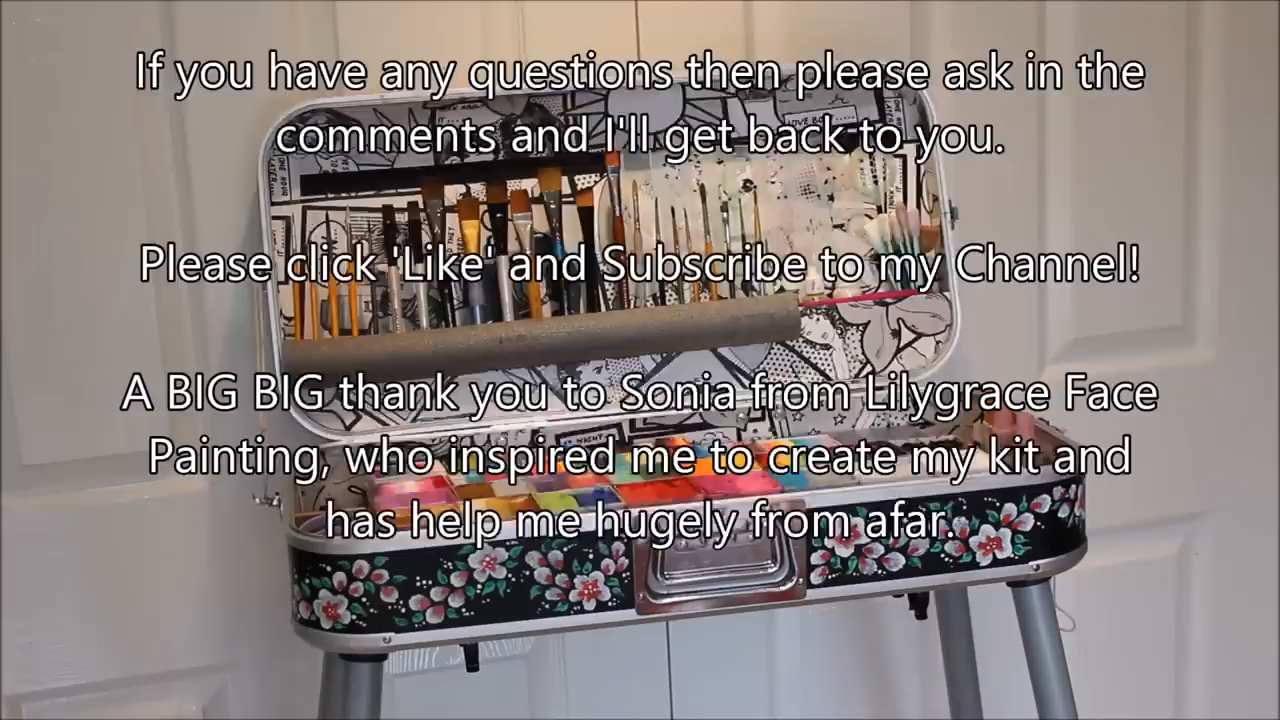 If you have any questions then please ask in the
comments and I'll get back to you.
Please click 'Like' and Subscribe to my Channel!
A BIG BIG thank you to Sonia from Lilygrace Face
Painting, who inspired me to create my kit and
has help me hugely from afar.